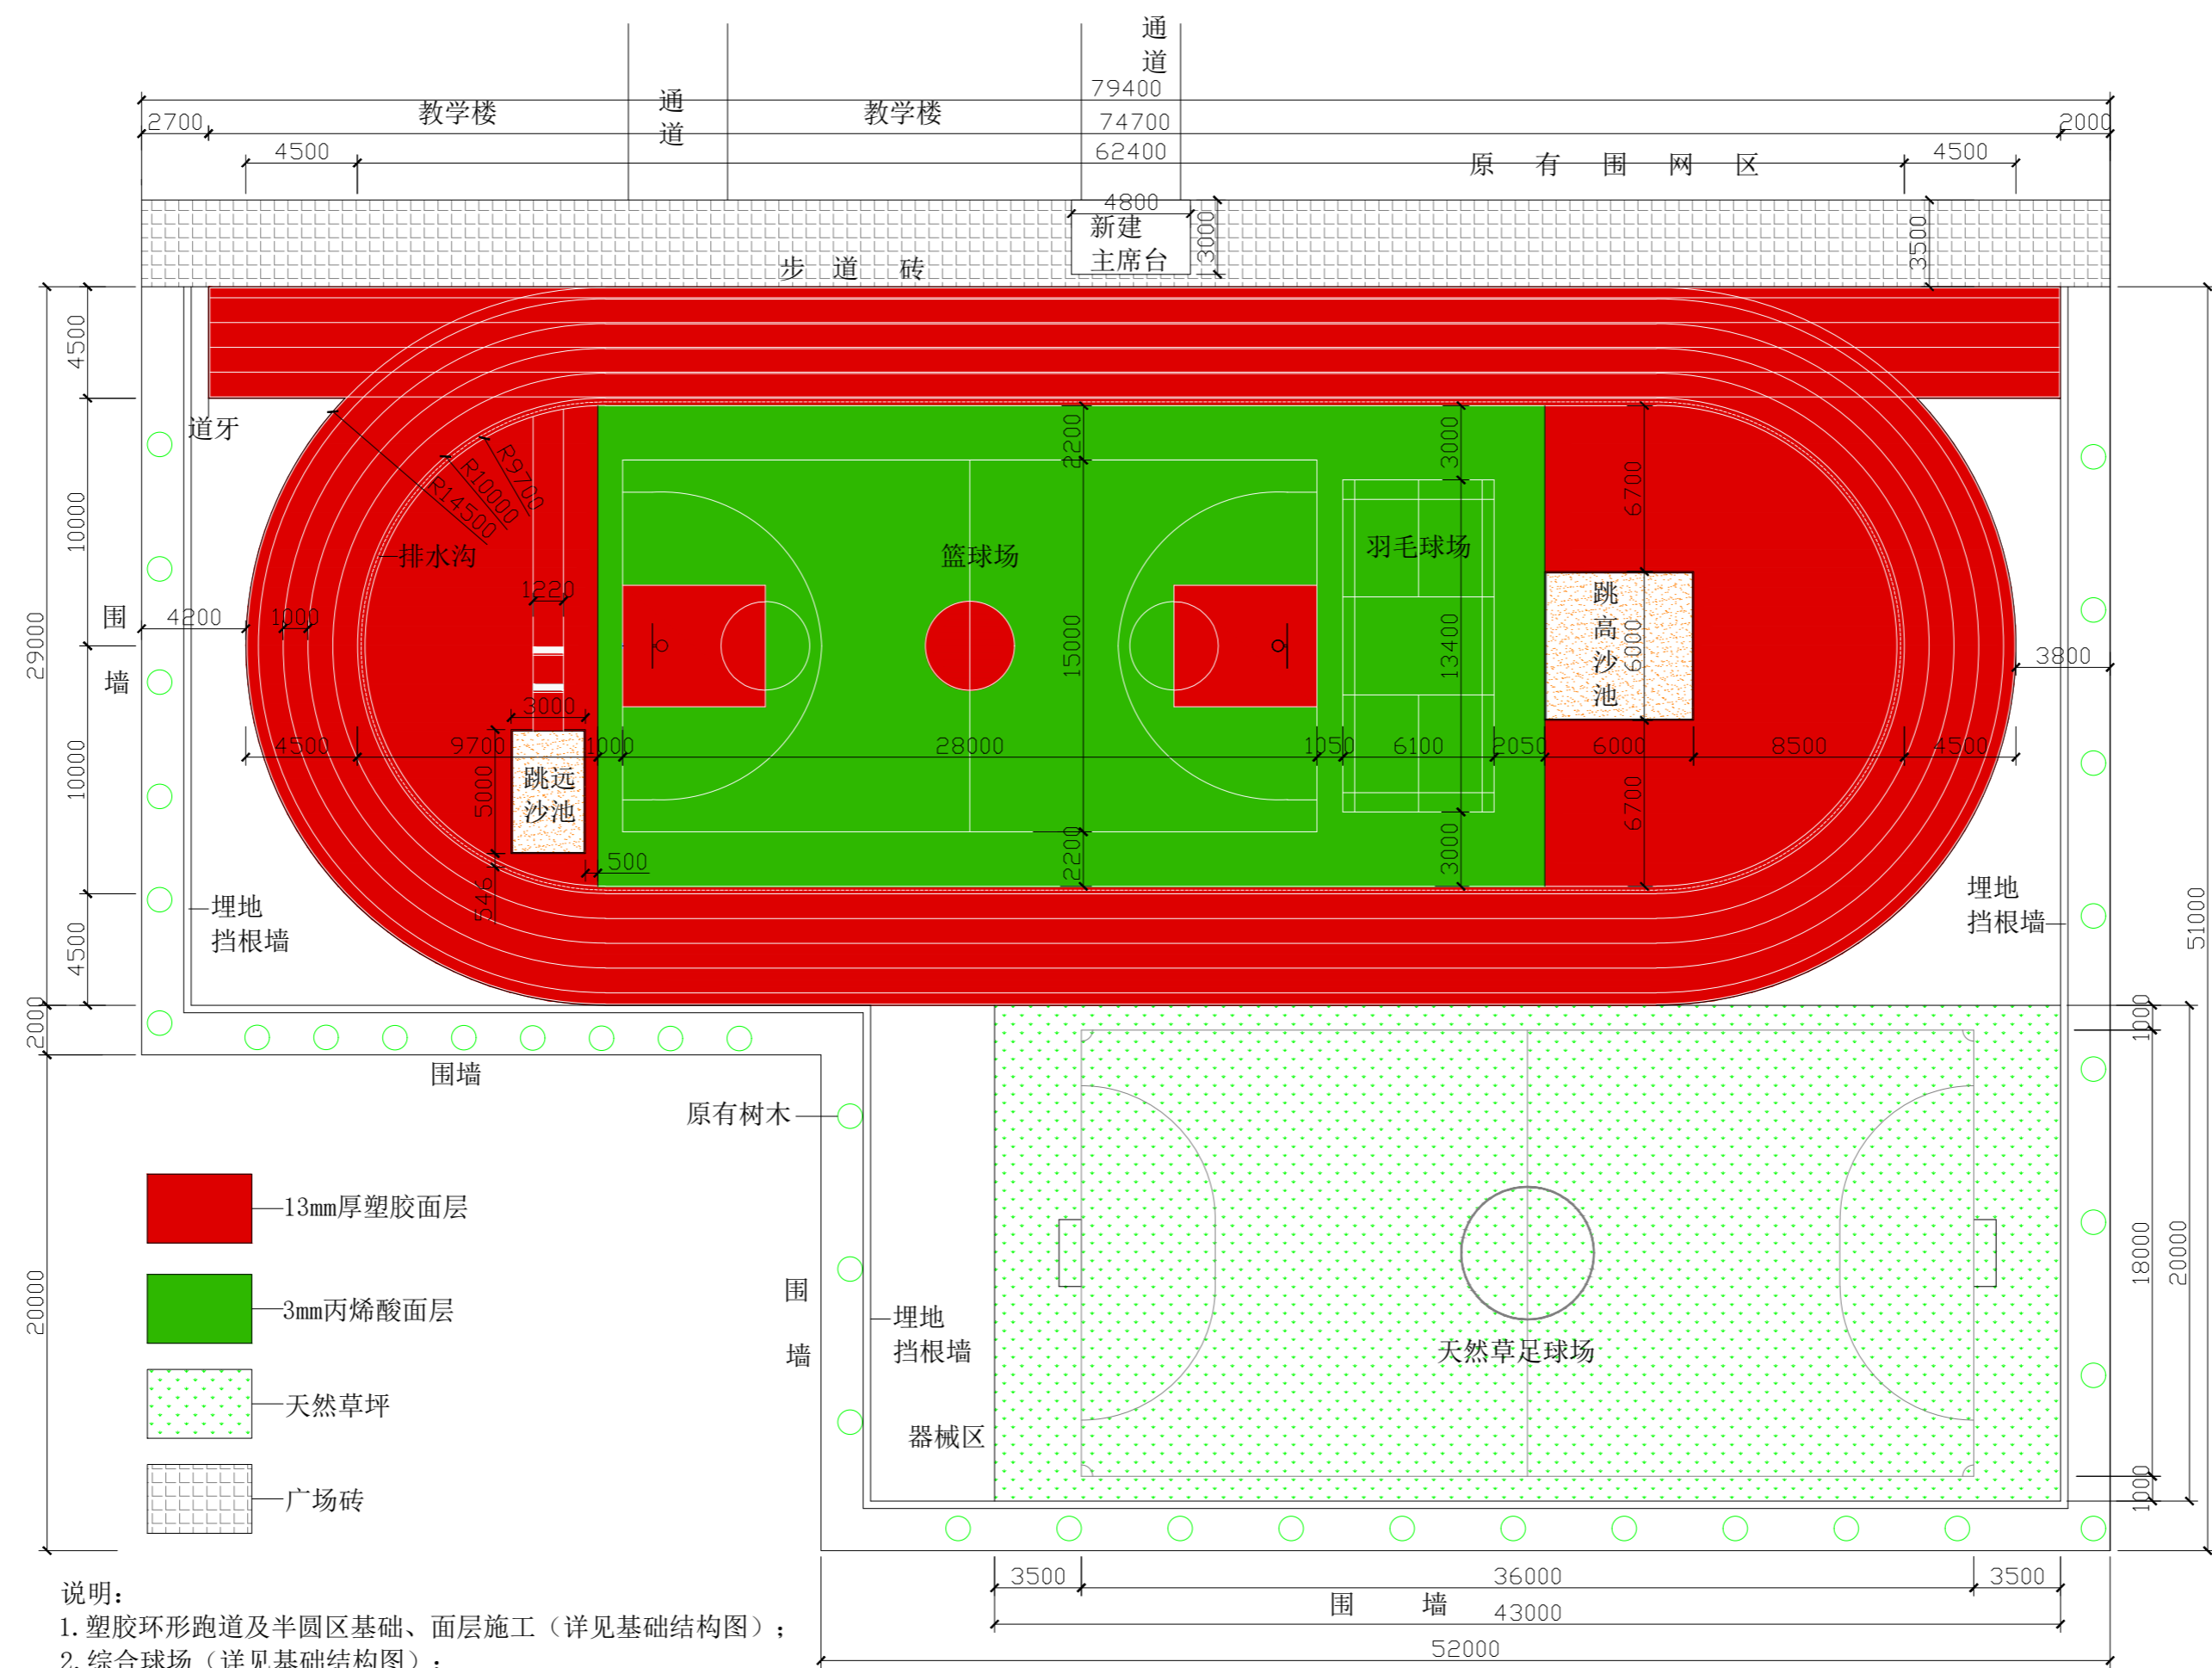 通道
79400
教学楼
通道
教学楼
2700
74700
2000
4500
62400
原有围网区
4500
4800
新建
主席台
3000
3500
步道砖
4500
道牙
2200
3000
6700
10000
R9700
R10000
R14500
排水沟
篮球场
羽毛球场
跳高沙池
1220
29000
围墙
4200
1000
15000
13400
6000
3800
3000
4500
9700
1000
28000
1050
6100
2050
6000
8500
4500
10000
5000
跳远
沙池
6700
2200
3000
500
546
埋地
挡根墙
埋地
挡根墙
4500
51000
2000
1000
围墙
原有树木
13mm厚塑胶面层
3mm丙烯酸面层
天然草坪
广场砖
20000
围墙
埋地
挡根墙
天然草足球场
18000
20000
器械区
1000
3500
36000
3500
围墙
43000
52000
说明：
1.塑胶环形跑道及半圆区基础、面层施工（详见基础结构图）；
2.综合球场（详见基础结构图）；